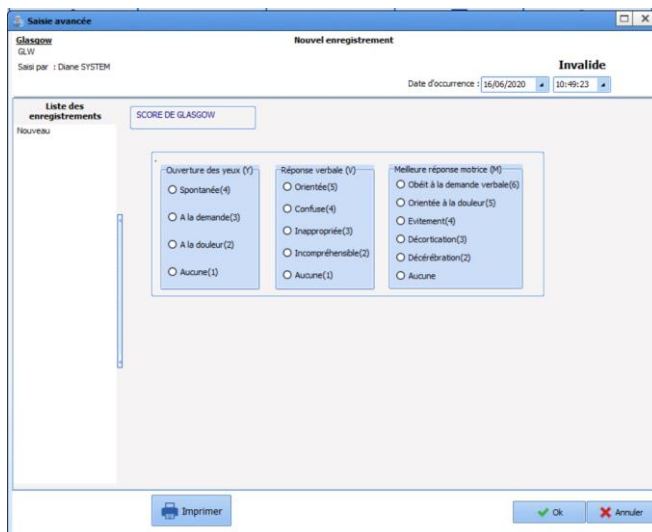 Saisie avancée
Glasgow
Nouvel enregistrement
GLW
Saisi par : Diane SYSTEM
Invalide
Date d'occurrence : 16/06/2020 10:49:23
Liste des
enregistrements
Nouveau
SCORE DE GLASGOW
Ouverture des yeux (Y)
Spontanée(4)
A la demande(3)
A la douleur(2)
Aucune(1)
Réponse verbale (V)
Orientée(5)
Confuse(4)
Inappropriée(3)
Incompréhensible(2)
Aucune(1)
Meilleure réponse motrice (M)
Obéit à la demande verbale(6)
Orientée à la douleur(5)
Evitement(4)
Décortication(3)
Décérébration(2)
Aucune
Imprimer
Ok
Annuler